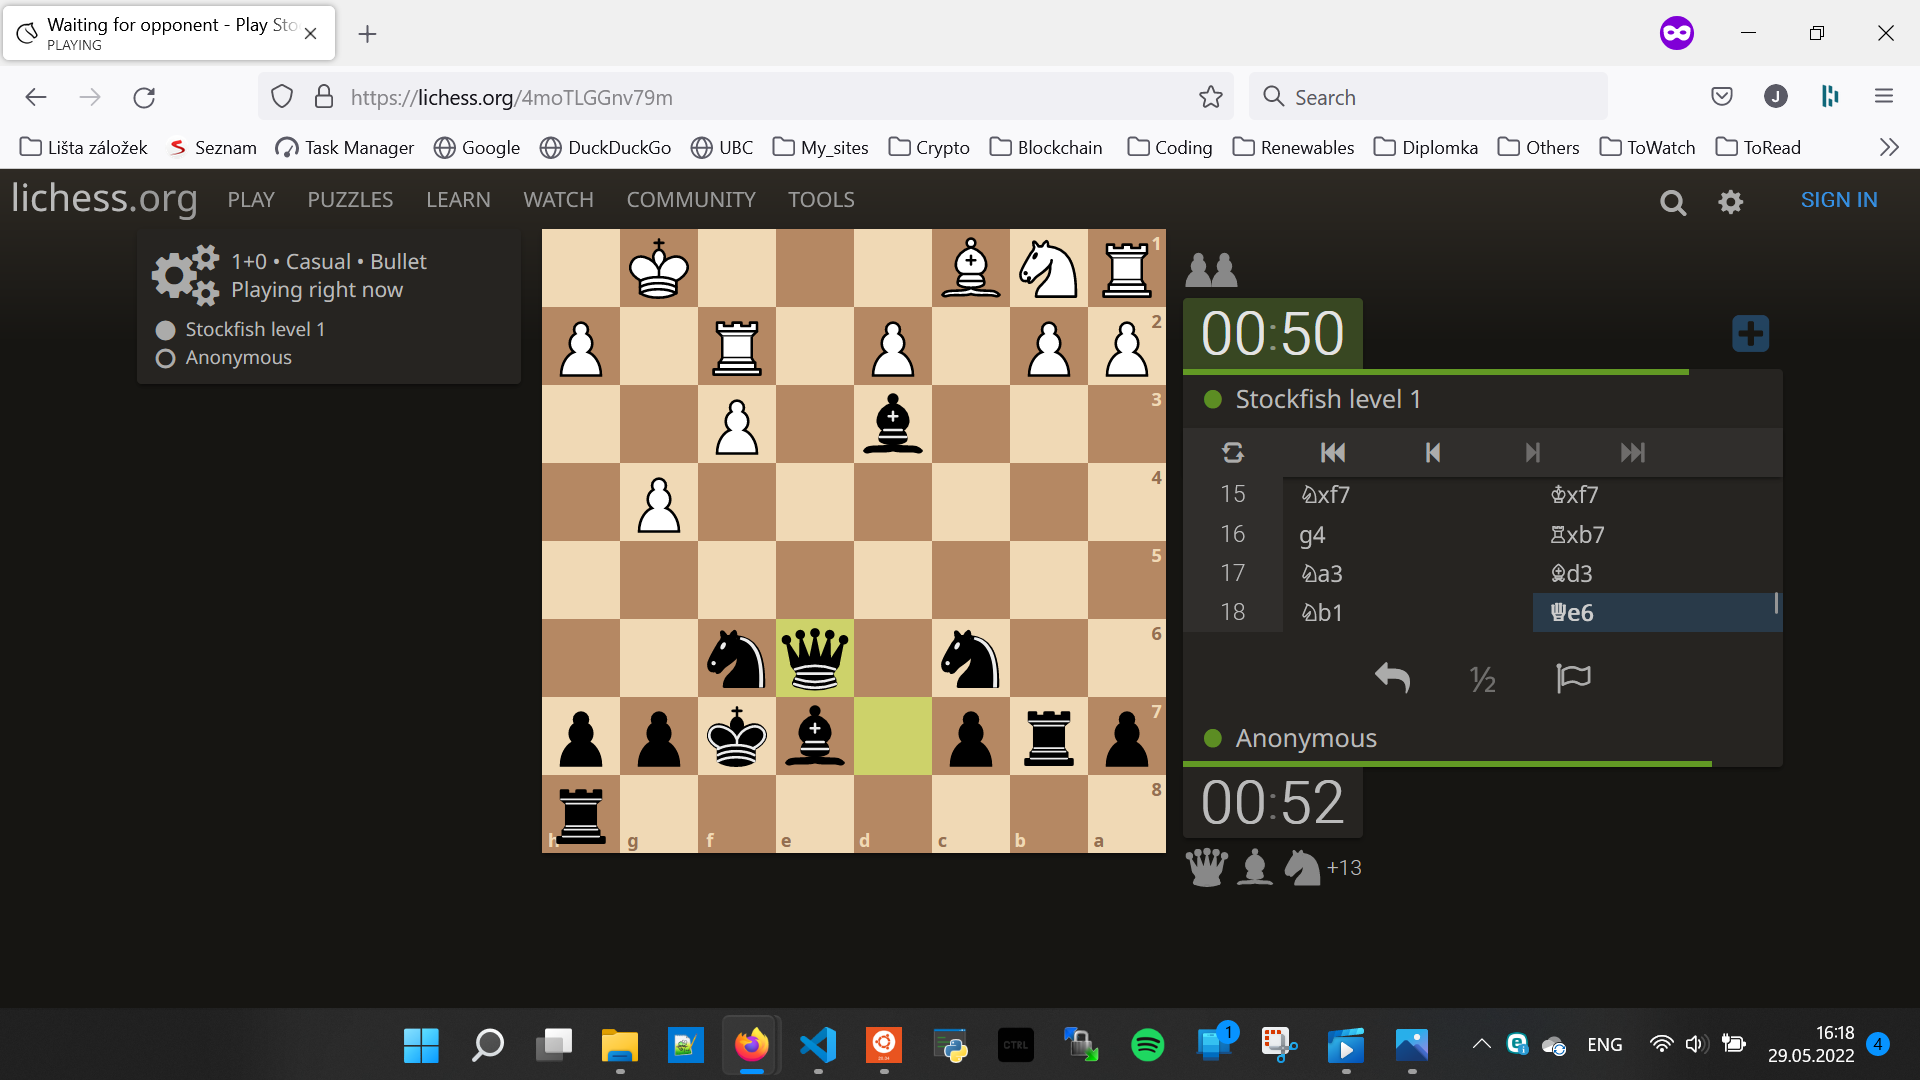 Waiting for opponent - Play Sto
PLAYING
https://lichess.org/4moTLGGnv79m
Search
J
Lišta záložek
Seznam
Task Manager
Google
DuckDuckGo
UBC
My_sites
Crypto
Blockchain
Coding
Renewables
Diplomka
Others
ToWatch
ToRead
lichess.org
PLAY
PUZZLES
LEARN
WATCH
COMMUNITY
TOOLS
SIGN IN
1+0 • Casual • Bullet
Playing right now
Stockfish level 1
Anonymous
1
2
3
4
5
6
7
8
h
g
f
e
d
c
b
a
00:50
Stockfish level 1
15 ♘xf7 ♔xf7
16 g4 ♖xb7
17 ♘a3 ♗d3
18 ♘b1 ♕e6
½
Anonymous
00:52
+13
CTRL
1
ENG
16:18
29.05.2022
4